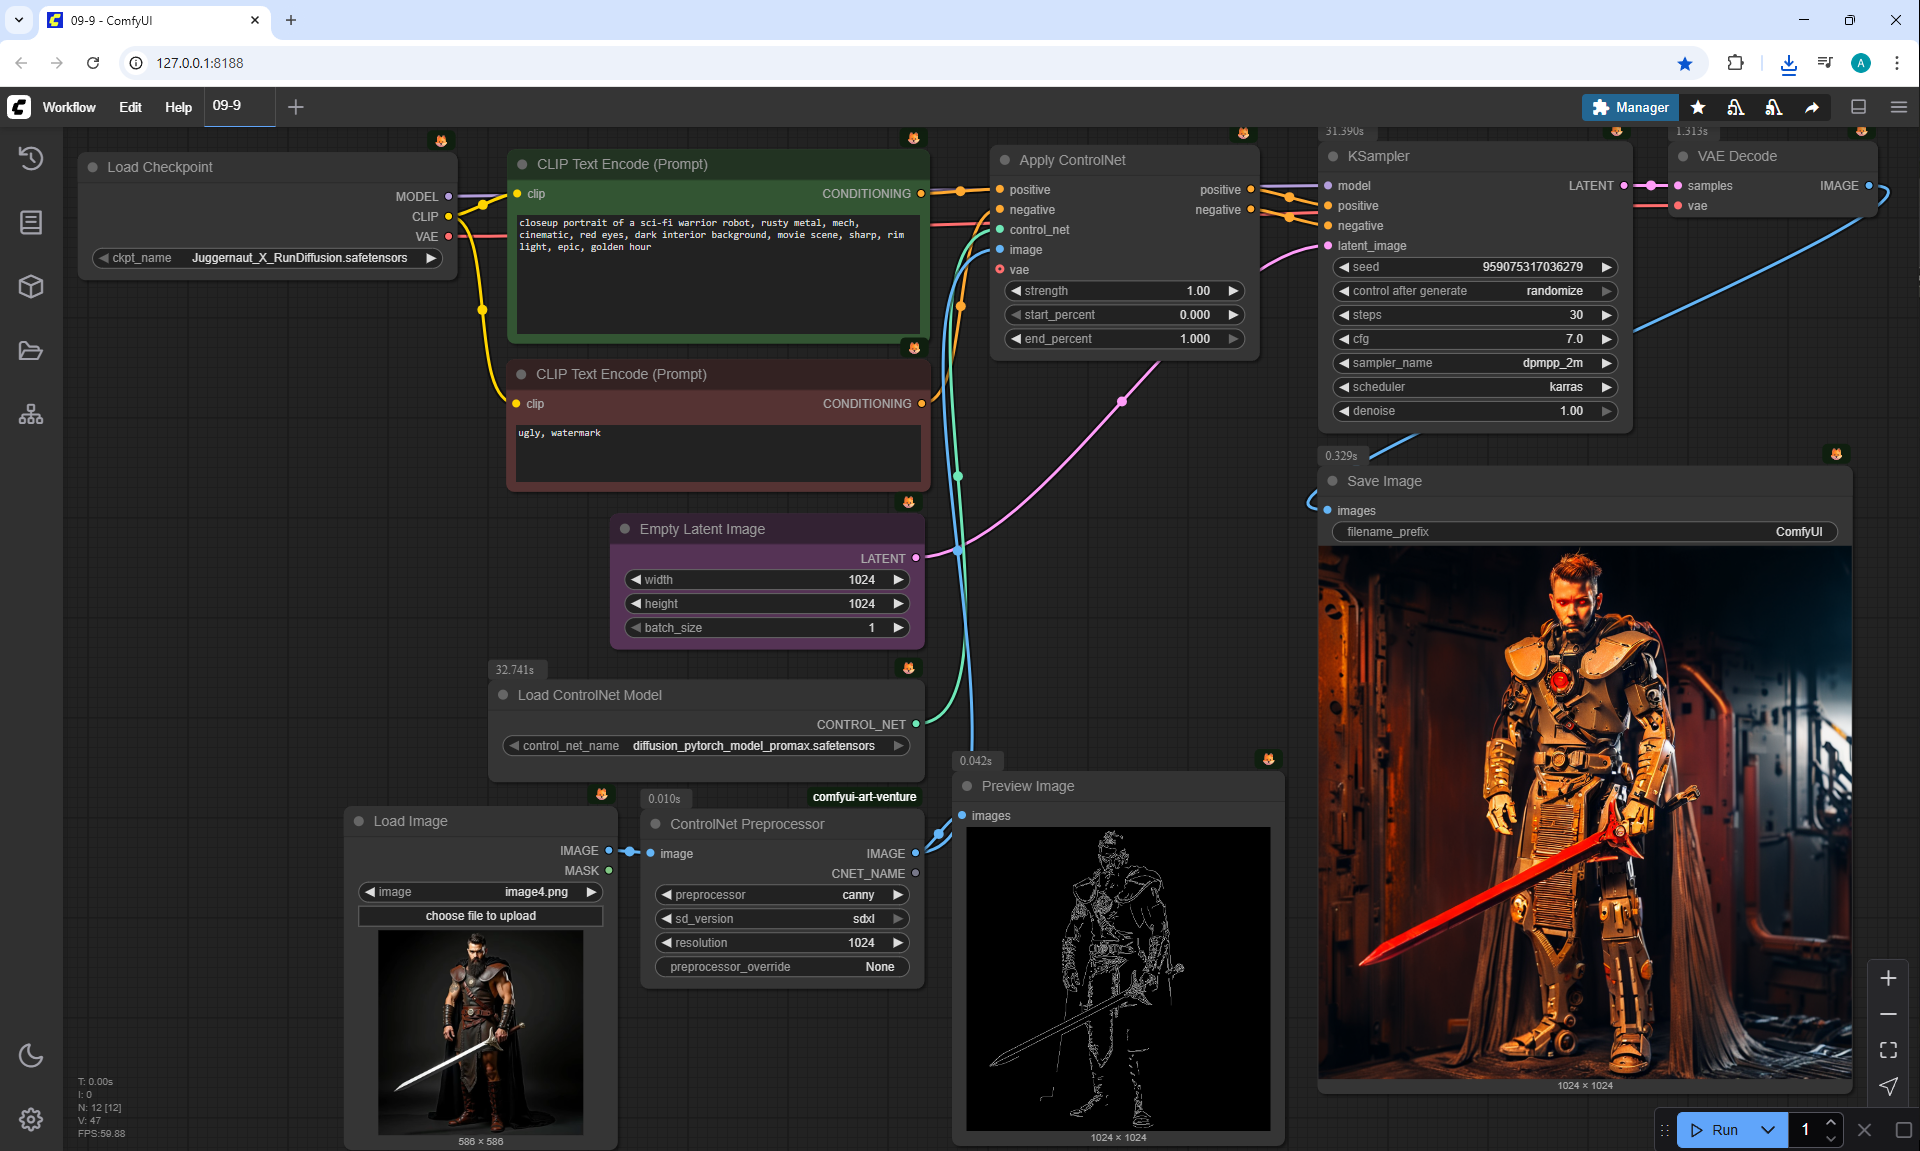 09-9 - ComfyUI
127.0.0.1:8188
A
Workflow
Edit
Help
09-9
Manager
Load Checkpoint
MODEL
CLIP
VAE
ckpt_name Juggernaut_X_RunDiffusion.safetensors
CLIP Text Encode (Prompt)
clip CONDITIONING
closeup portrait of a sci-fi warrior robot, rusty metal, mech,
cinematic, red eyes, dark interior background, movie scene, sharp, rim
light, epic, golden hour
CLIP Text Encode (Prompt)
clip CONDITIONING
ugly, watermark
Empty Latent Image
LATENT
width 1024
height 1024
batch_size 1
32.741s
Load ControlNet Model
CONTROL_NET
control_net_name diffusion_pytorch_model_promax.safetensors
Load Image
IMAGE
MASK
image image4.png
choose file to upload
586 × 586
0.010s
comfyui-art-venture
ControlNet Preprocessor
image IMAGE
CNET_NAME
preprocessor canny
sd_version sdxl
resolution 1024
preprocessor_override None
0.042s
Preview Image
images
1024 × 1024
Apply ControlNet
positive positive
negative negative
control_net
image
vae
strength 1.00
start_percent 0.000
end_percent 1.000
31.390s
KSampler
model LATENT
positive
negative
latent_image
seed 959075317036279
control after generate randomize
steps 30
cfg 7.0
sampler_name dpmpp_2m
scheduler karras
denoise 1.00
1.313s
VAE Decode
samples IMAGE
vae
0.329s
Save Image
images
filename_prefix ComfyUI
1024 × 1024
T: 0.00s
I: 0
N: 12 [12]
V: 47
FPS:59.88
Run
1